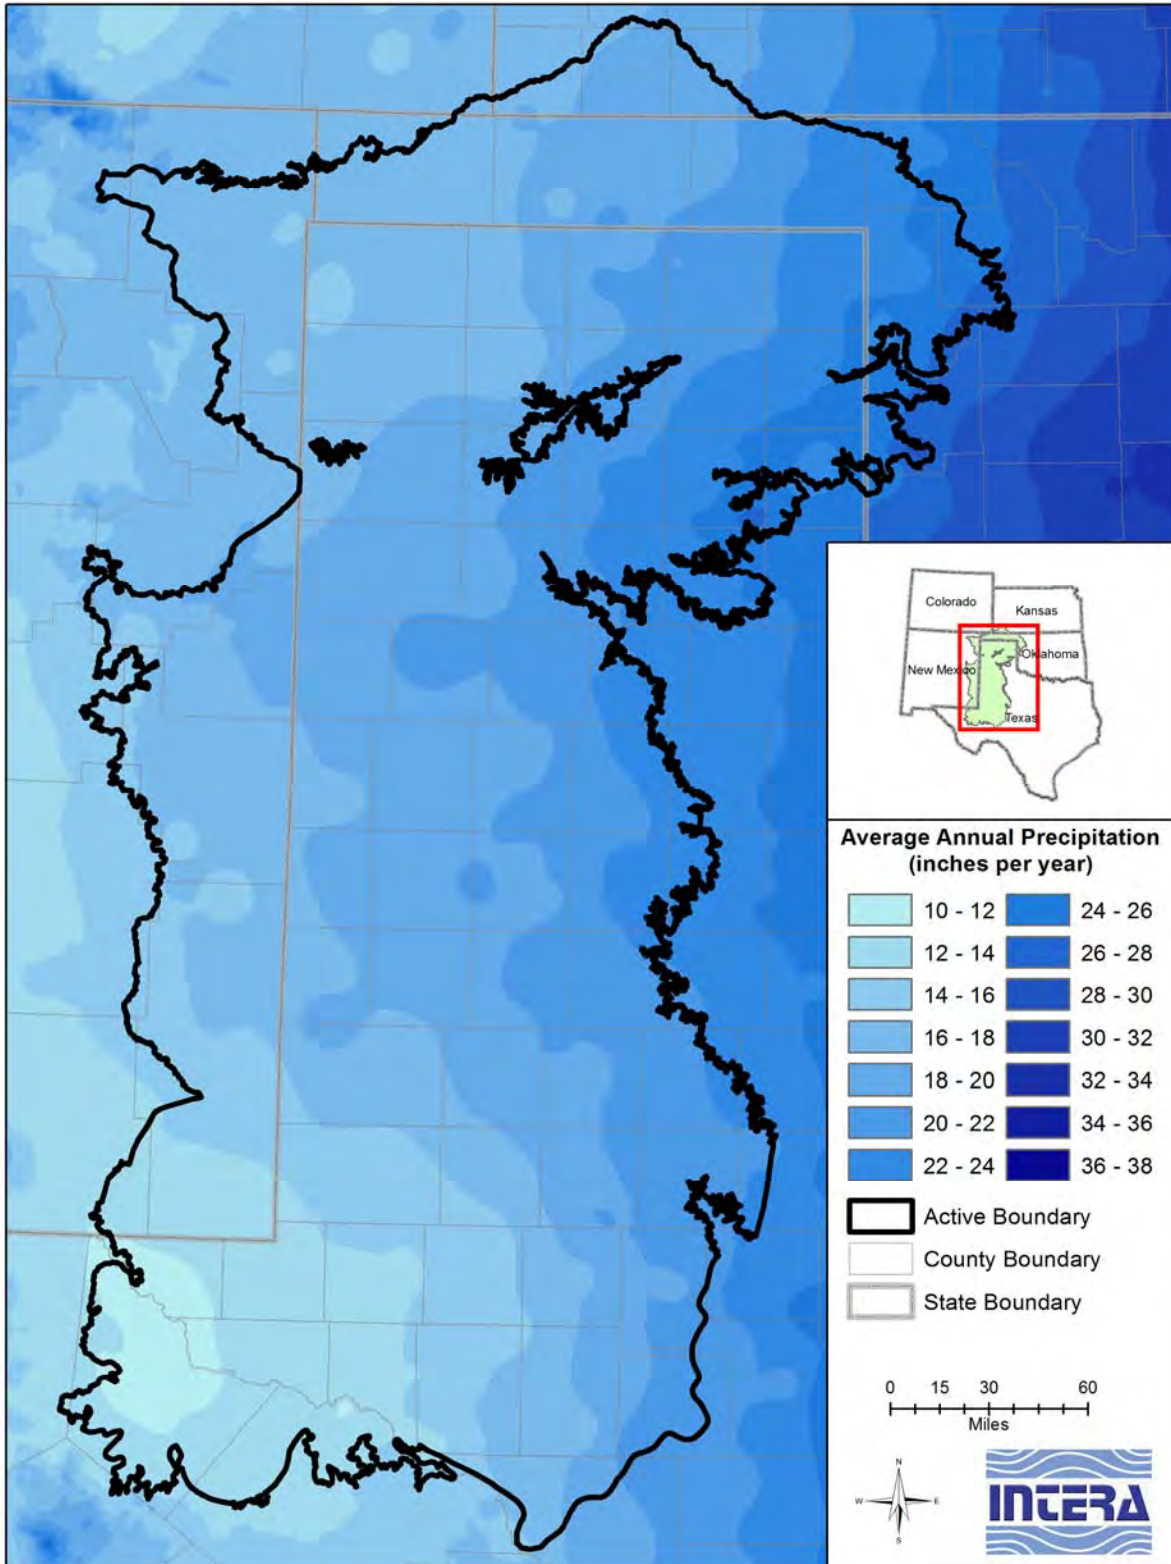 Colorado
Kansas
New Mexico
Oklahoma
Texas
Average Annual Precipitation
(inches per year)
10 - 12
24 - 26
12 - 14
26 - 28
14 - 16
28 - 30
16 - 18
30 - 32
18 - 20
32 - 34
20 - 22
34 - 36
22 - 24
36 - 38
Active Boundary
County Boundary
State Boundary
0 15 30 60
Miles
N
W E
S
INTERA